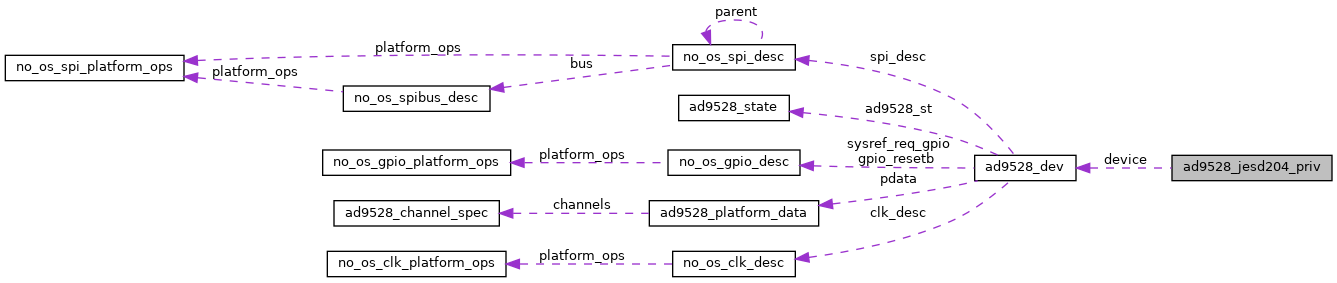 parent
platform_ops
no_os_spi_desc
spi_desc
no_os_spi_platform_ops
platform_ops
bus
no_os_spibus_desc
ad9528_state
ad9528_st
sysref_req_gpio
gpio_resetb
no_os_gpio_platform_ops
platform_ops
no_os_gpio_desc
ad9528_dev
device
ad9528_jesd204_priv
pdata
ad9528_channel_spec
channels
ad9528_platform_data
clk_desc
no_os_clk_platform_ops
platform_ops
no_os_clk_desc